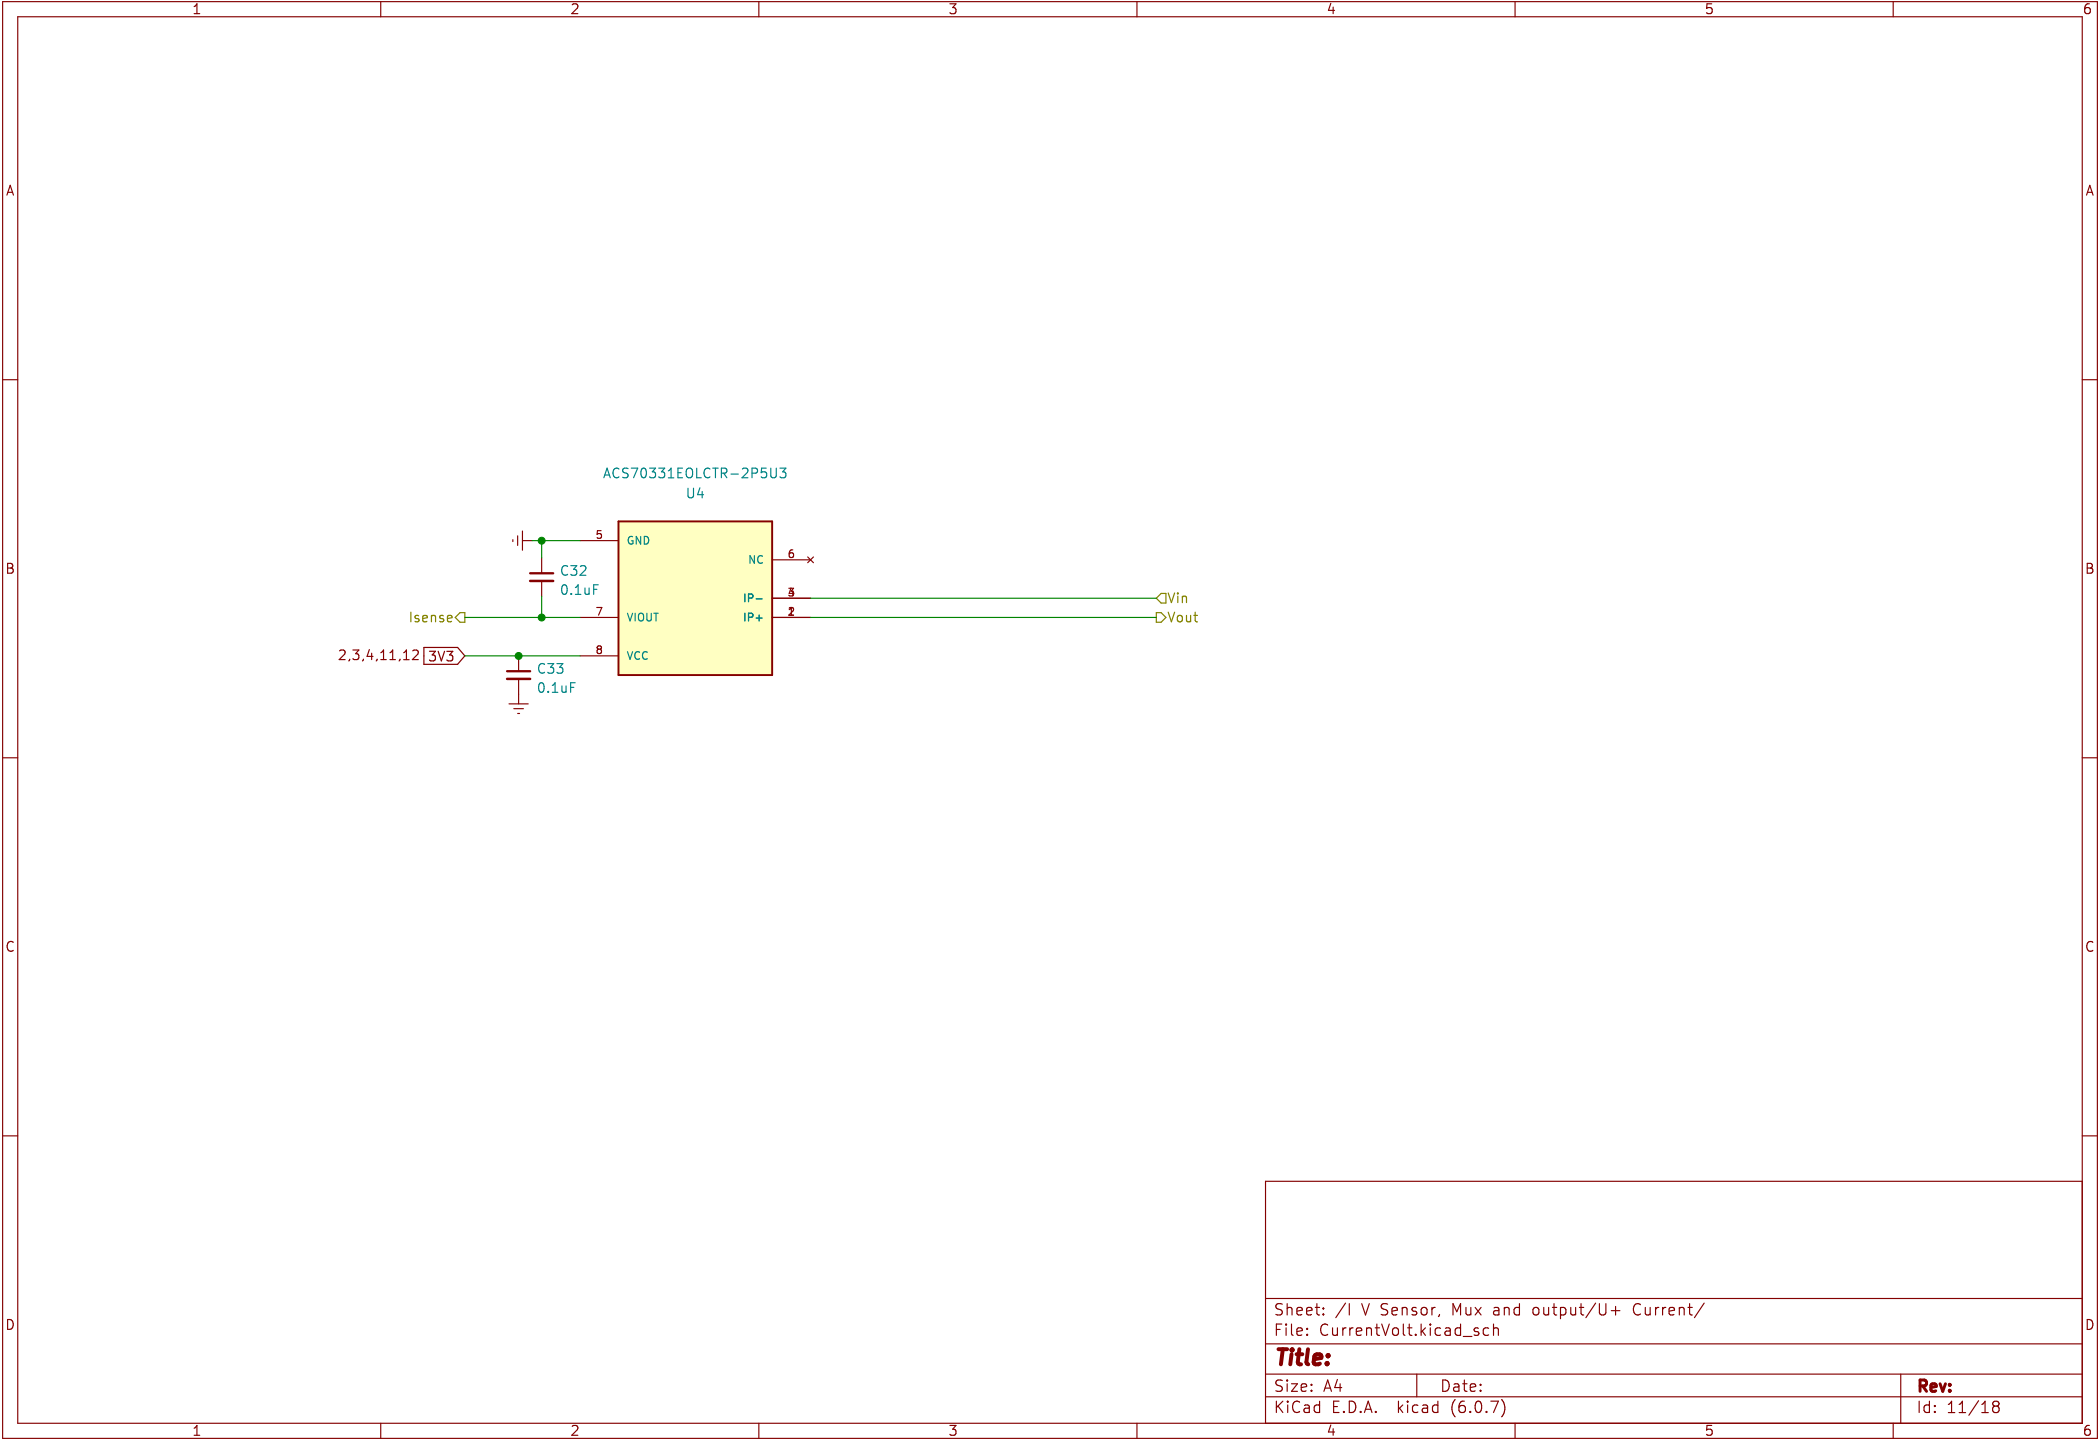 1 2 3 4 5 6
A A
ACS70331EOLCTR-2P5U3
U4
5 GND
NC 6
B B
C32
0.1uF
IP-
Vin
Isense 7 VIOUT
IP+
Vout
2,3,4,11,12 3V3 8 VCC
C33
0.1uF
C C
Sheet: /I V Sensor, Mux and output/U+ Current/
D D
File: CurrentVolt.kicad_sch
Title:
Size: A4 Date: Rev:
KiCad E.D.A. kicad (6.0.7) Id: 11/18
1 2 3 4 5 6